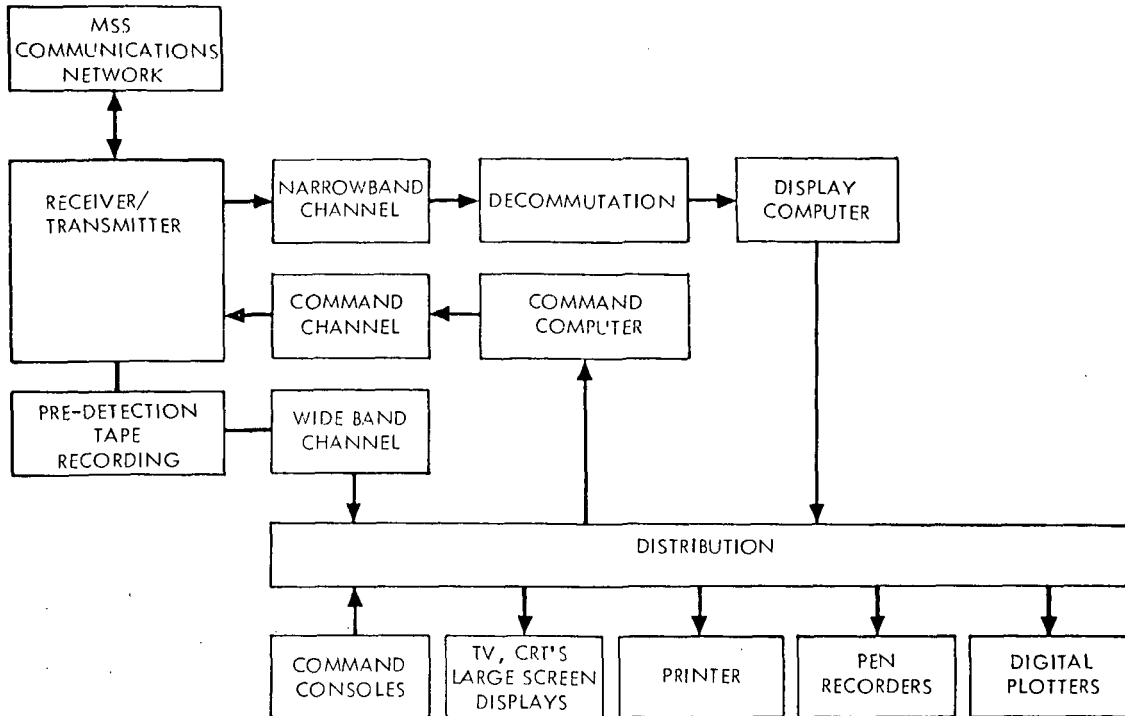 MSS
COMMUNICATIONS
NETWORK
RECEIVER/
TRANSMITTER
NARROWBAND
CHANNEL
DECOMMUTATION
DISPLAY
COMPUTER
COMMAND
CHANNEL
COMMAND
COMPUTER
PRE-DETECTION
TAPE
RECORDING
WIDE BAND
CHANNEL
DISTRIBUTION
COMMAND
CONSOLES
TV, CRT'S
LARGE SCREEN
DISPLAYS
PRINTER
PEN
RECORDERS
DIGITAL
PLOTTERS